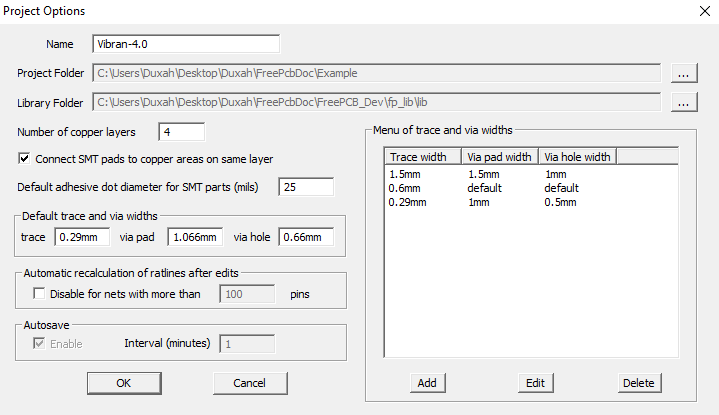 Project Options
Name Vibran-4.0
Project Folder C:\Users\Duxah\Desktop\Duxah\FreePcbDoc\Example ...
Library Folder C:\Users\Duxah\Desktop\Duxah\FreePcbDoc\FreePCB_Dev\fp_lib\lib ...
Number of copper layers 4
Connect SMT pads to copper areas on same layer
Default adhesive dot diameter for SMT parts (mils) 25
Default trace and via widths
trace 0.29mm via pad 1.066mm via hole 0.66mm
Automatic recalculation of ratlines after edits
Disable for nets with more than 100 pins
Autosave
Enable Interval (minutes) 1
OK Cancel
Menu of trace and via widths
Trace width Via pad width Via hole width
1.5mm 1.5mm 1mm
0.6mm default default
0.29mm 1mm 0.5mm
Add Edit Delete